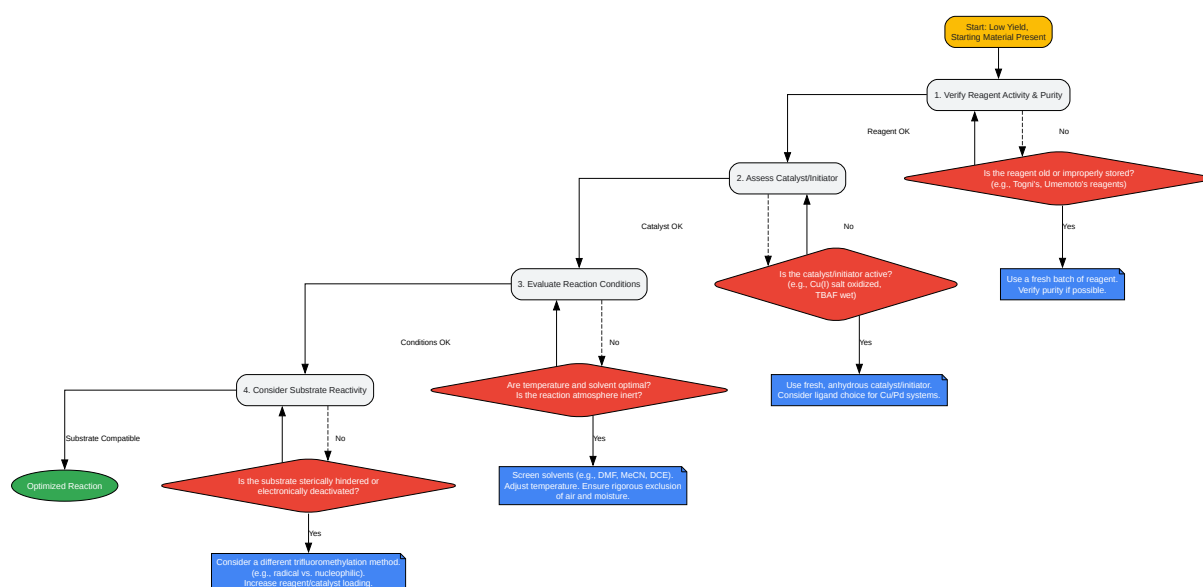 Start: Low Yield,
Starting Material Present
1. Verify Reagent Activity & Purity
Reagent OK
No
Is the reagent old or improperly stored?
(e.g., Togni's, Umemoto's reagents)
Yes
Use a fresh batch of reagent.
Verify purity if possible.
2. Assess Catalyst/Initiator
Catalyst OK
No
Is the catalyst/initiator active?
(e.g., Cu(I) salt oxidized,
TBAF wet)
Yes
Use fresh, anhydrous catalyst/initiator.
Consider ligand choice for Cu/Pd systems.
3. Evaluate Reaction Conditions
Conditions OK
No
Are temperature and solvent optimal?
Is the reaction atmosphere inert?
Yes
Screen solvents (e.g., DMF, MeCN, DCE).
Adjust temperature. Ensure rigorous exclusion
of air and moisture.
4. Consider Substrate Reactivity
Substrate Compatible
No
Optimized Reaction
Is the substrate sterically hindered or
electronically deactivated?
Yes
Consider a different trifluoromethylation method.
(e.g., radical vs. nucleophilic).
Increase reagent/catalyst loading.